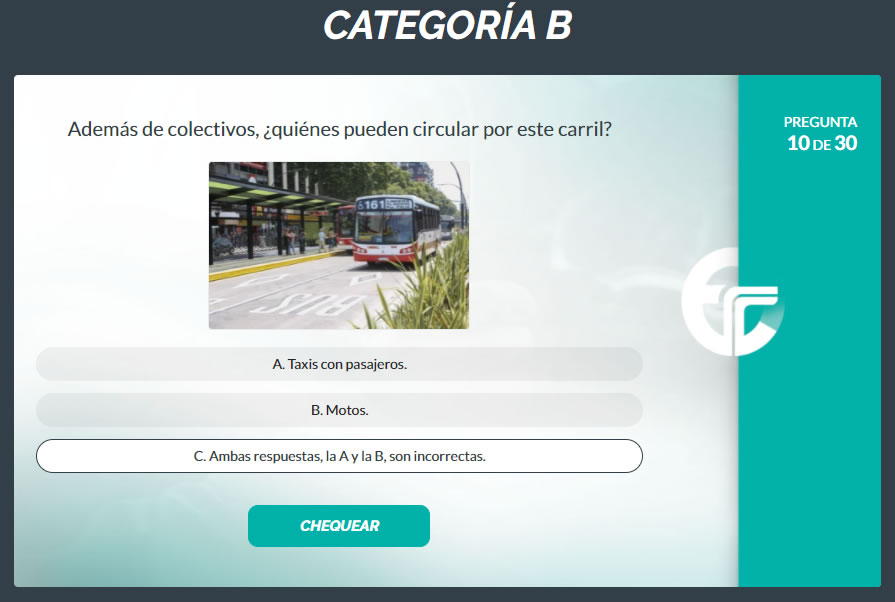 CATEGORÍA B
Además de colectivos, ¿quiénes pueden circular por este carril?
PREGUNTA
10 DE 30
161
BUS
A. Taxis con pasajeros.
B. Motos.
C. Ambas respuestas, la A y la B, son incorrectas.
CHEQUEAR